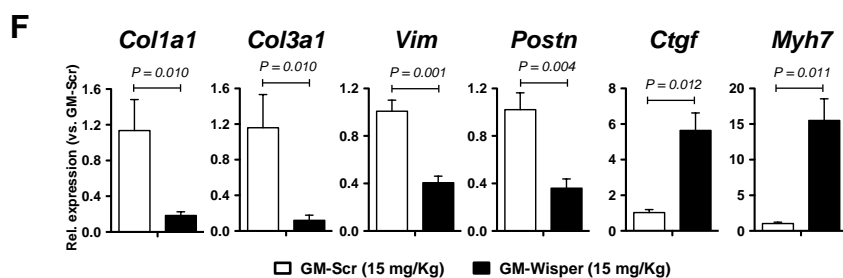 F
Col1a1 Col3a1 Vim Postn Ctgf Myh7
P = 0.010 P = 0.010 P = 0.001 P = 0.004 P = 0.012 P = 0.011
Rel. expression (vs. GM-Scr)
1.6 1.6 1.2 1.2 8 20
1.2 1.2 0.8 0.8 6 15
0.8 0.8 0.4 0.4 4 10
0.4 0.4 0.0 0.0 2 5
0.0 0.0 0 0
GM-Scr (15 mg/Kg) GM-Wisper (15 mg/Kg)